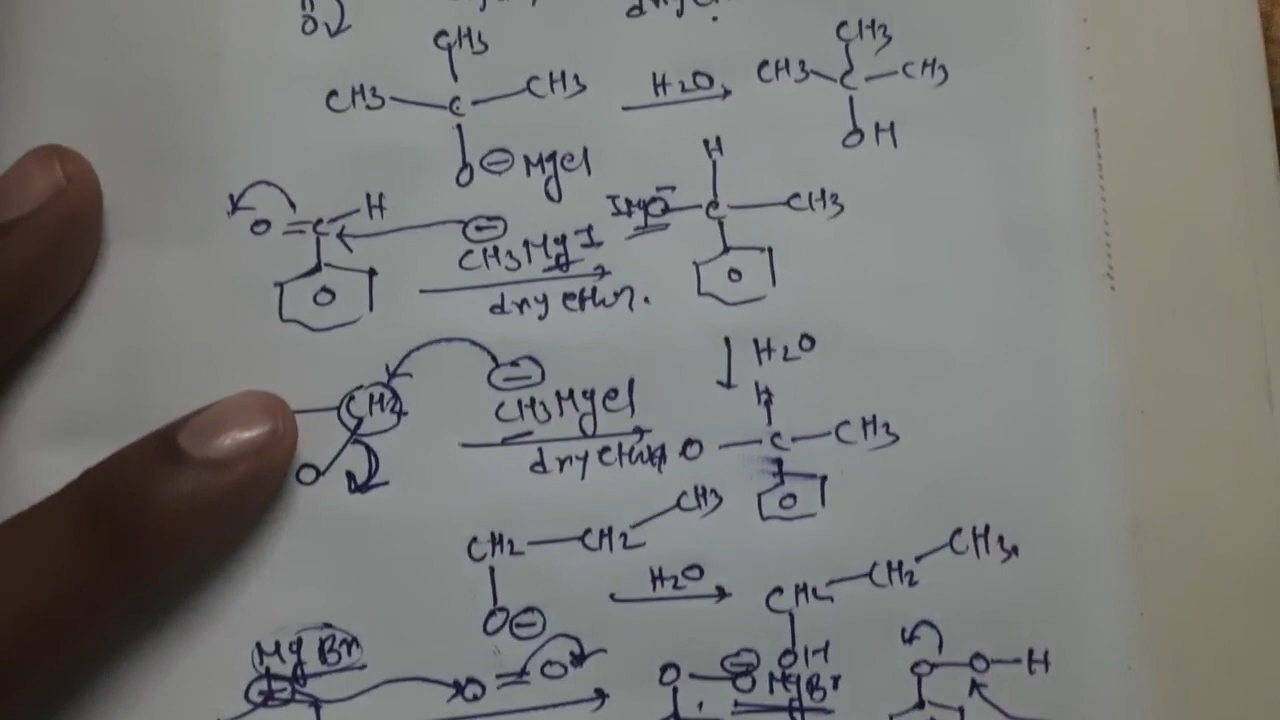 O
CH3 CH3
CH3 C CH3 H2O CH3 C CH3
O⊖MgCl OH
H
O=C H ⊖ IMgO⁻ C CH3
CH3MgI
O dry ether. O
H2O
⊖ H
CH2 CH3MgCl
O dry ether O C CH3
O
CH3
CH2 CH2 CH3.
H2O CH2 CH2
O⊖
MgBr OH
O=O O O⊖MgBr O O H